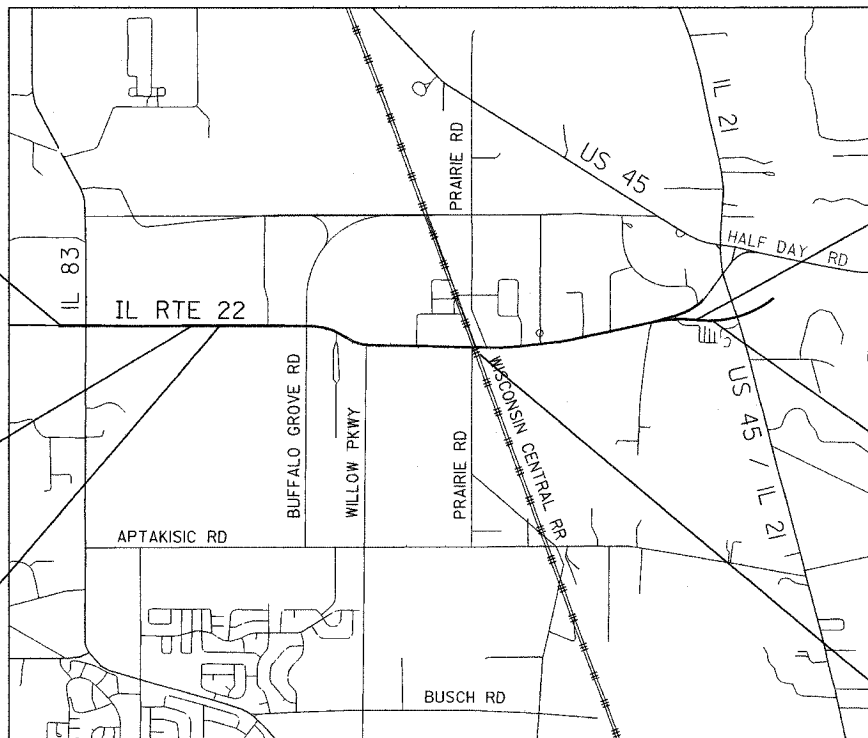 IL 21
PRAIRIE RD
US 45
HALF DAY RD
IL 83
IL RTE 22
BUFFALO GROVE RD
WILLOW PKWY
PRAIRIE RD
WISCONSIN CENTRAL RR
US 45 / IL 21
APTAKISIC RD
BUSCH RD